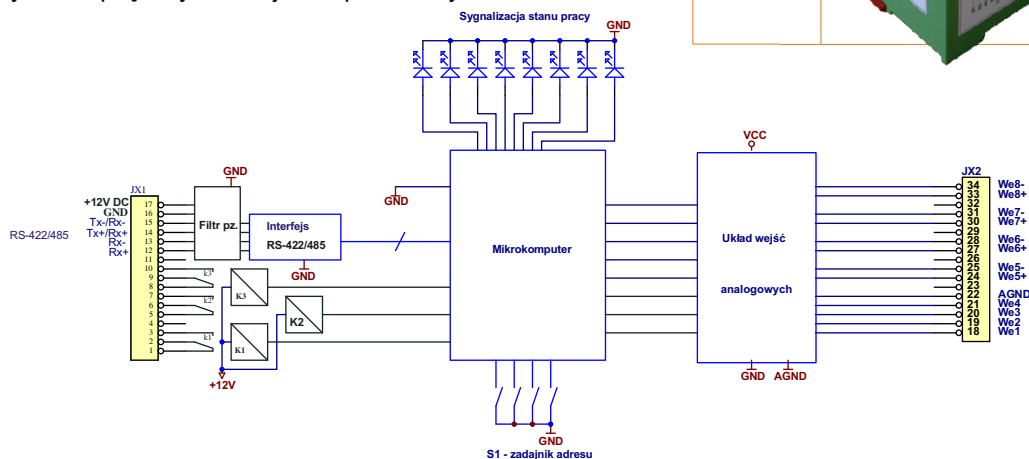 Sygnalizacja stanu pracy
GND
VCC
JX1
GND
JX2
+12V DC 17
GND 16
Tx-/Rx- 15
Tx+/Rx+ 14
Rx- 13
Rx+ 12
11
10
9
8
7
6
5
4
3
2
1
RS-422/485
Filtr pz.
Interfejs
RS-422/485
GND
GND
k3
k2
k1
K3
K2
K1
+12V
Mikrokomputer
Układ wejść
analogowych
GND AGND
34 We8-
33 We8+
32
31 We7-
30 We7+
29
28 We6-
27 We6+
26
25 We5-
24 We5+
23
22 AGND
21 We4
20 We3
19 We2
18 We1
GND
S1 - zadajnik adresu